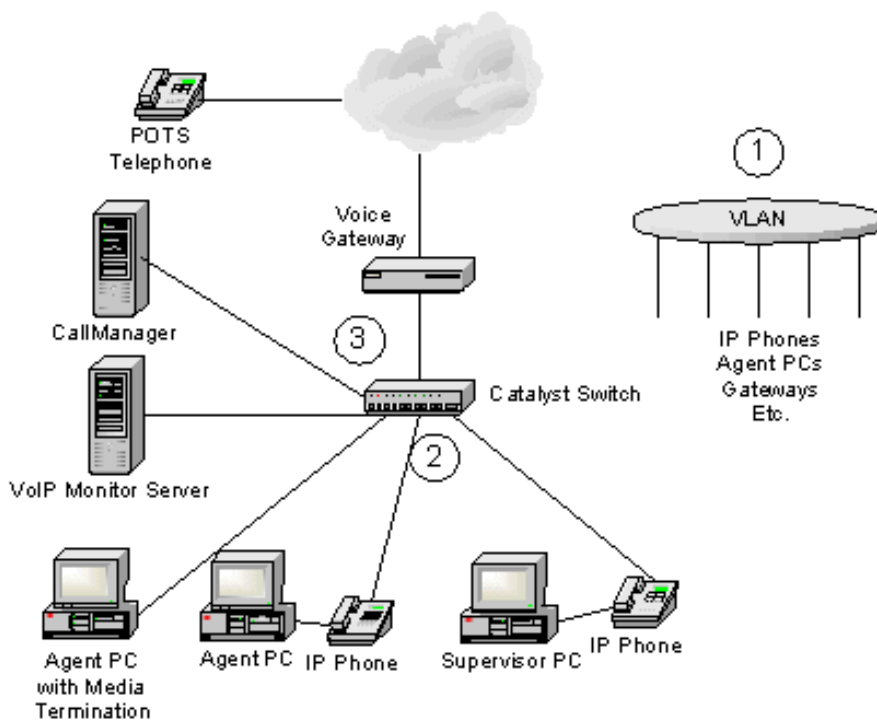 POTS
Telephone
1
VLAN
Voice
Gateway
CallManager
3
IP Phones
Agent PCs
Gateways
Etc.
Catalyst Switch
2
VoIP Monitor Server
Agent PC
with Media
Termination
Agent PC
IP Phone
Supervisor PC
IP Phone